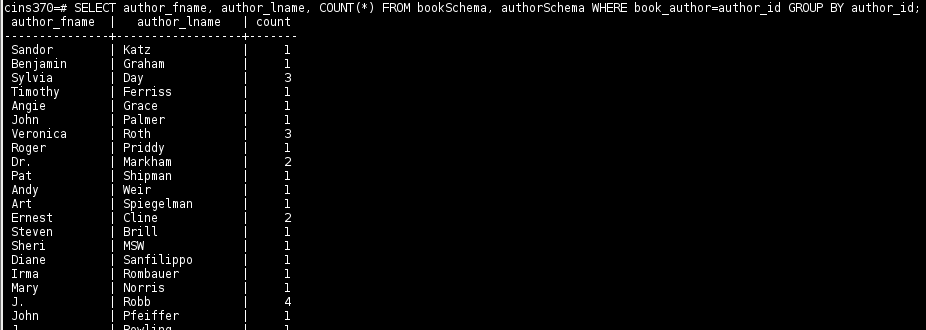 cins370=# SELECT author_fname, author_lname, COUNT(*) FROM bookSchema, authorSchema WHERE book_author=author_id GROUP BY author_id;
author_fname | author_lname | count
--------------+----------------+-------
Sandor | Katz | 1
Benjamin | Graham | 1
Sylvia | Day | 3
Timothy | Ferriss | 1
Angie | Grace | 1
John | Palmer | 1
Veronica | Roth | 3
Roger | Priddy | 1
Dr. | Markham | 2
Pat | Shipman | 1
Andy | Weir | 1
Art | Spiegelman | 1
Ernest | Cline | 2
Steven | Brill | 1
Sheri | MSW | 1
Diane | Sanfilippo | 1
Irma | Rombauer | 1
Mary | Norris | 1
J. | Robb | 4
John | Pfeiffer | 1
J. | Rowling | 1